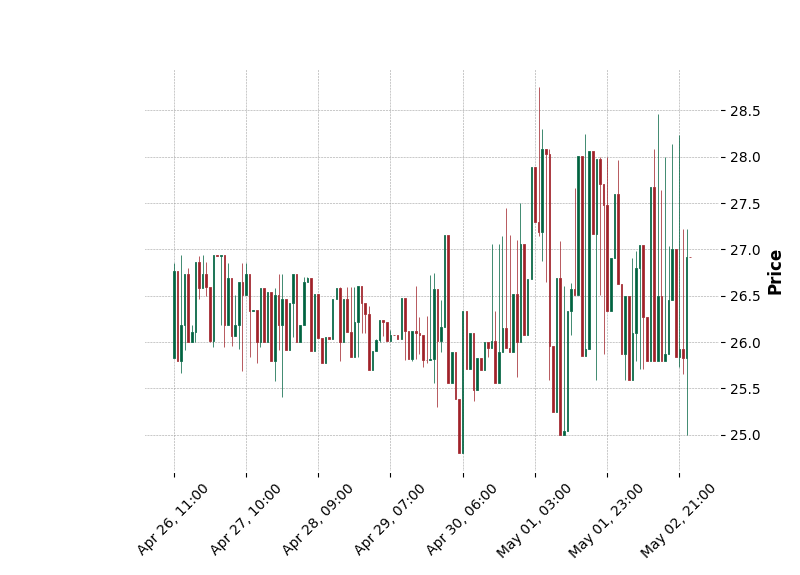 28.5
28.0
27.5
27.0
26.5
26.0
25.5
25.0
Price
Apr 26, 11:00
Apr 27, 10:00
Apr 28, 09:00
Apr 29, 07:00
Apr 30, 06:00
May 01, 03:00
May 01, 23:00
May 02, 21:00